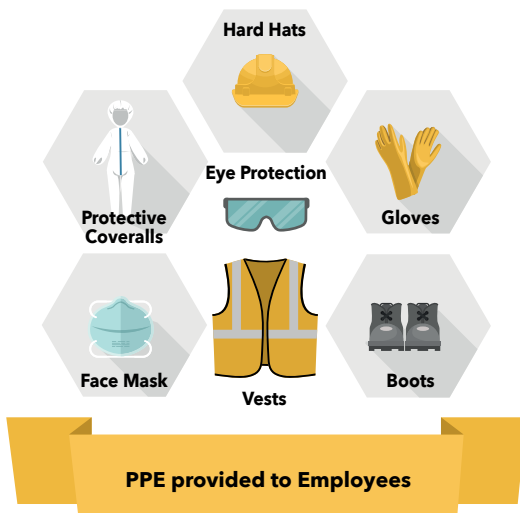 Hard Hats
Eye Protection
Protective
Coveralls
Gloves
Face Mask
Vests
Boots
PPE provided to Employees